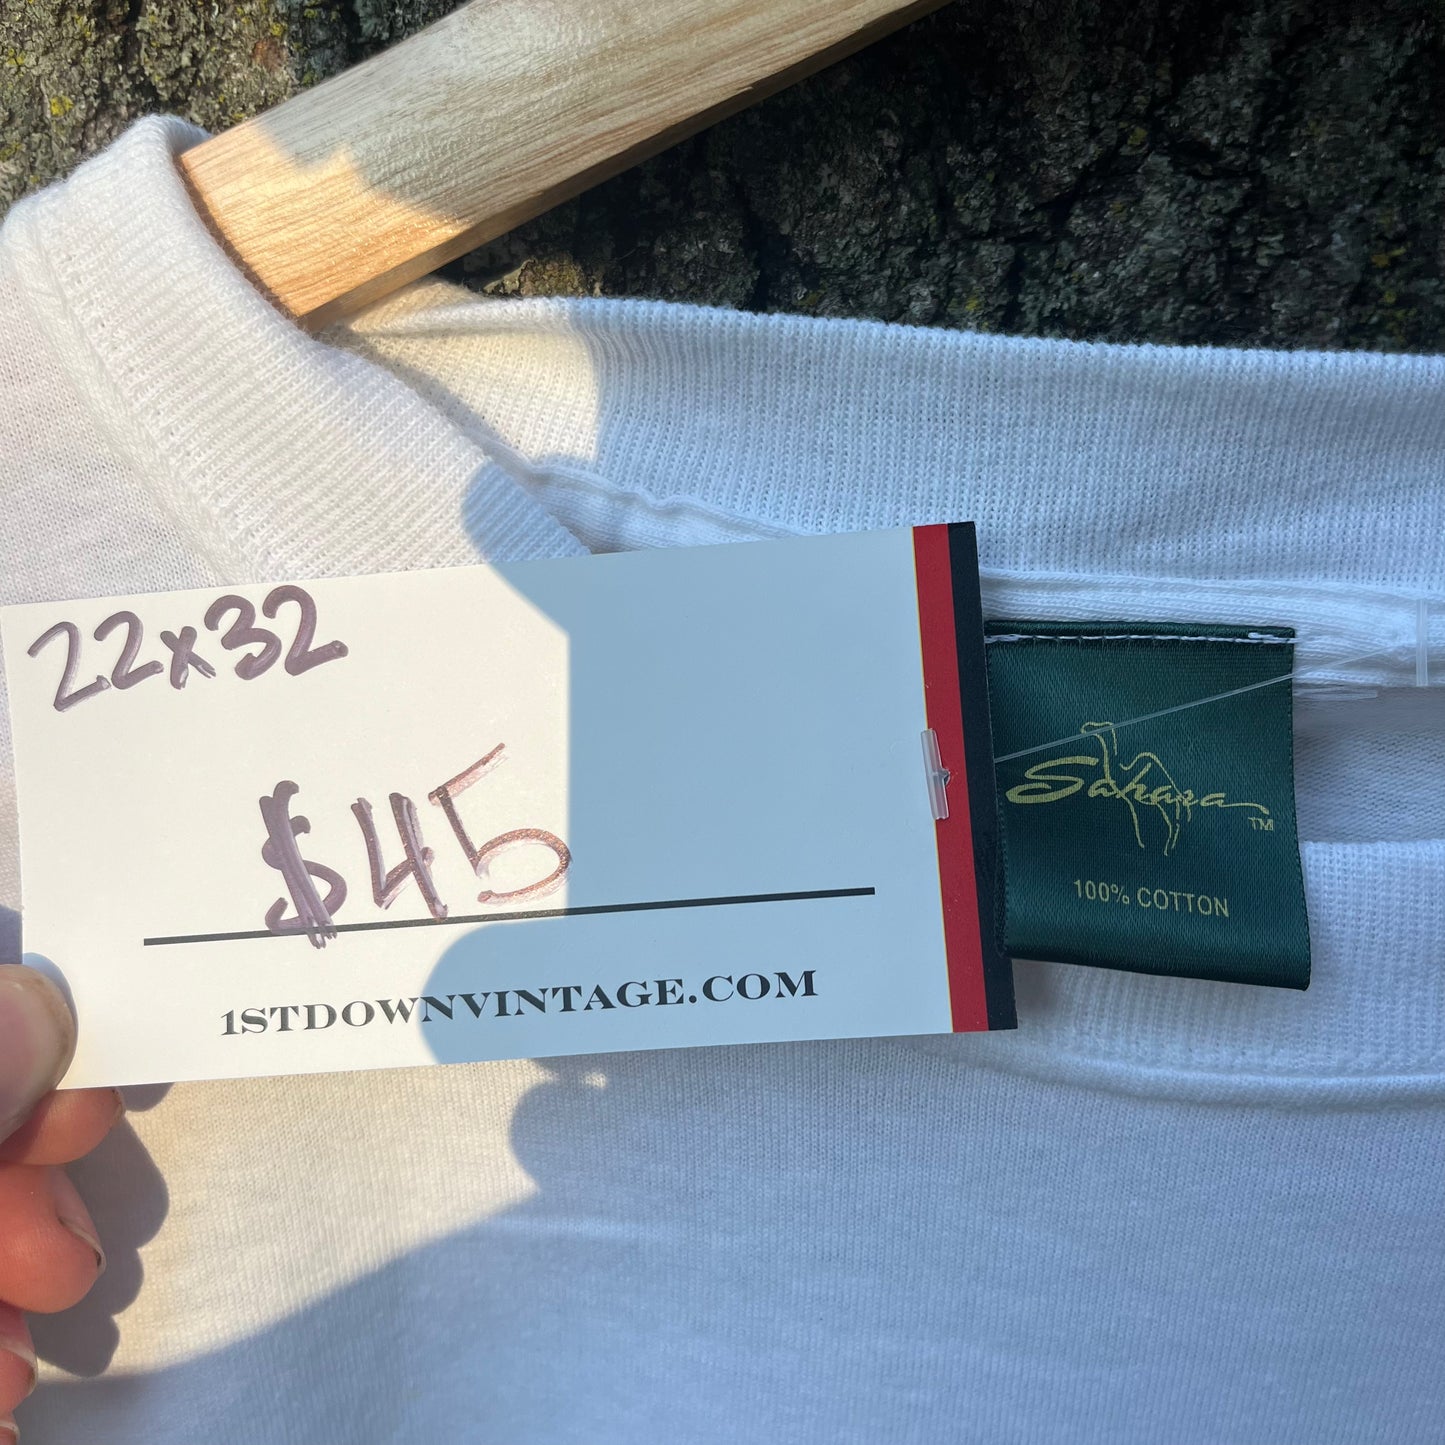 22x32
$45
1STDOWNVINTAGE.COM
Sahara
TM
100% COTTON